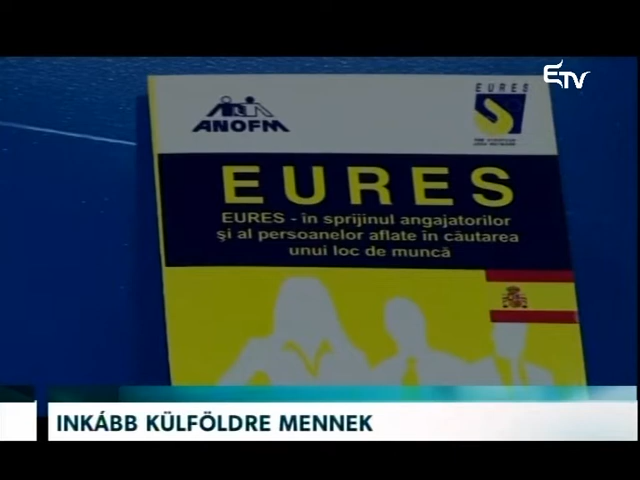 ETV
EURES
ANOFM
EURES
EURES - în sprijinul angajatorilor
şi al persoanelor aflate în căutarea
unui loc de muncă
INKÁBB KÜLFÖLDRE MENNEK